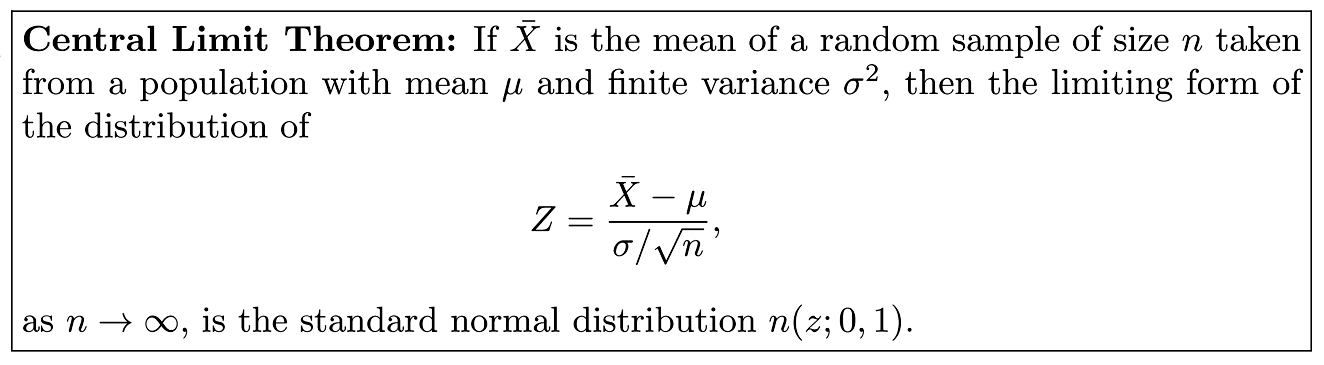 Central Limit Theorem: If X̄ is the mean of a random sample of size n taken
from a population with mean μ and finite variance σ², then the limiting form of
the distribution of
Z = (X̄ − μ) / (σ/√n),
as n → ∞, is the standard normal distribution n(z; 0, 1).